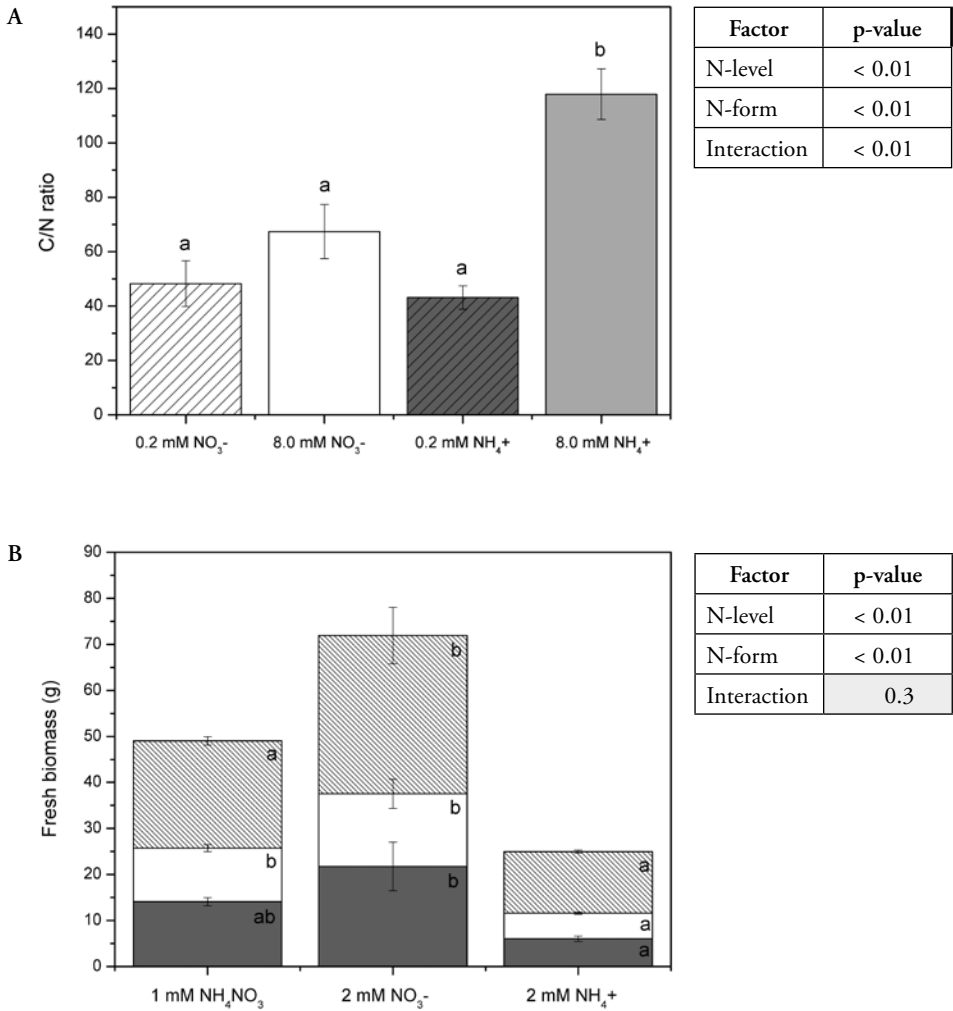 A
C/N ratio
140
120
100
80
60
40
20
0
a
a
a
b
0.2 mM NO₃-
8.0 mM NO₃-
0.2 mM NH₄+
8.0 mM NH₄+
Factor p-value
N-level < 0.01
N-form < 0.01
Interaction < 0.01
B
Fresh biomass (g)
90
80
70
60
50
40
30
20
10
0
a
b
ab
b
b
b
a
a
a
1 mM NH₄NO₃
2 mM NO₃-
2 mM NH₄+
Factor p-value
N-level < 0.01
N-form < 0.01
Interaction 0.3